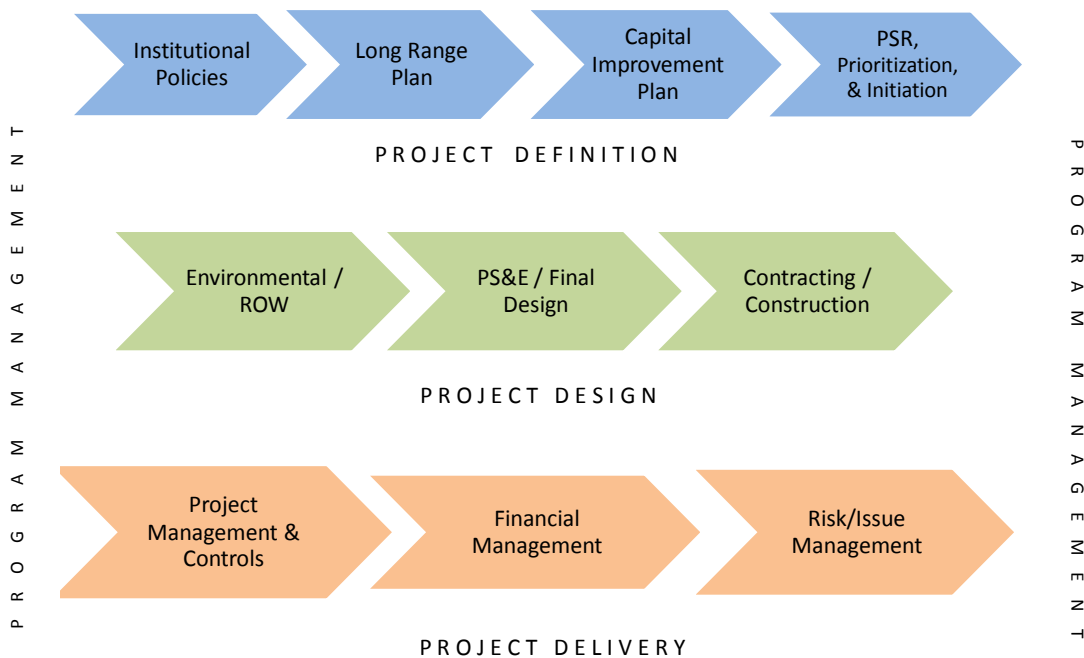 Institutional
Policies
Long Range
Plan
Capital
Improvement
Plan
PSR,
Prioritization,
& Initiation
PROJECT DEFINITION
PROGRAM MANAGEMENT
PROGRAM MANAGEMENT
Environmental /
ROW
PS&E / Final
Design
Contracting /
Construction
PROJECT DESIGN
Project
Management &
Controls
Financial
Management
Risk/Issue
Management
PROJECT DELIVERY